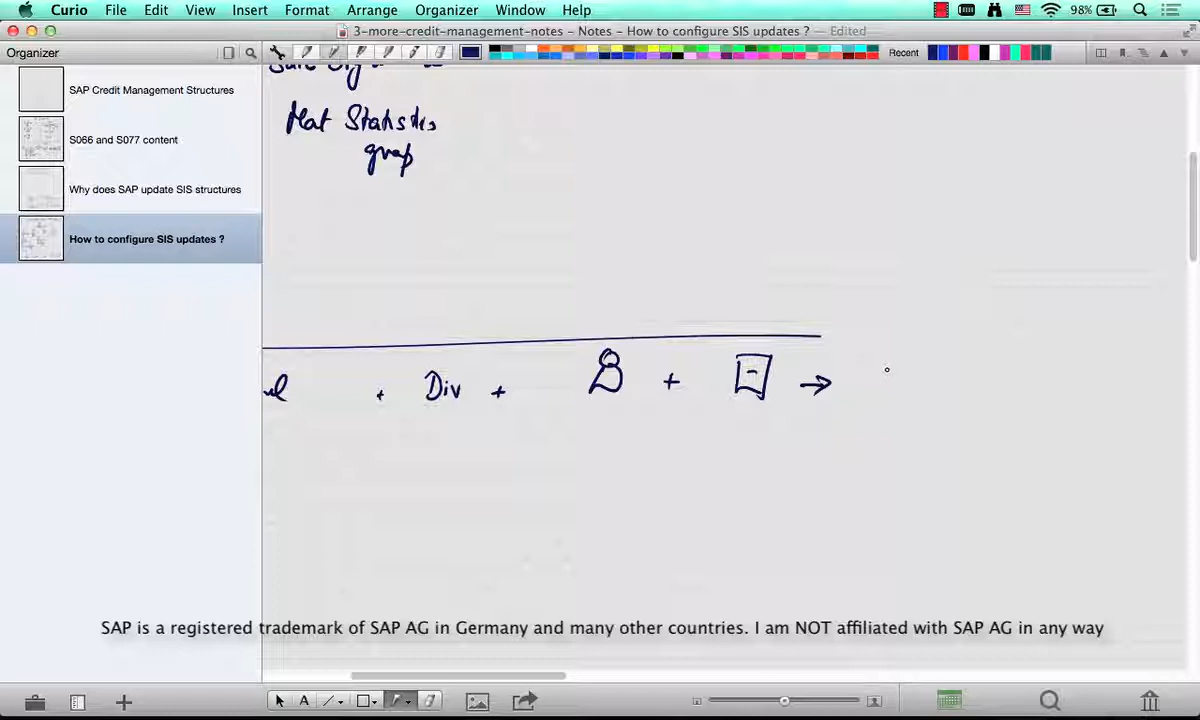 Curio File Edit View Insert Format Arrange Organizer Window Help 98%
3-more-credit-management-notes – Notes – How to configure SIS updates ? — Edited
Organizer
Recent
SAP Credit Management Structures
S066 and S077 content
Why does SAP update SIS structures
How to configure SIS updates ?
Mat Statistics
group
+ Div + + →
SAP is a registered trademark of SAP AG in Germany and many other countries. I am NOT affiliated with SAP AG in any way
A